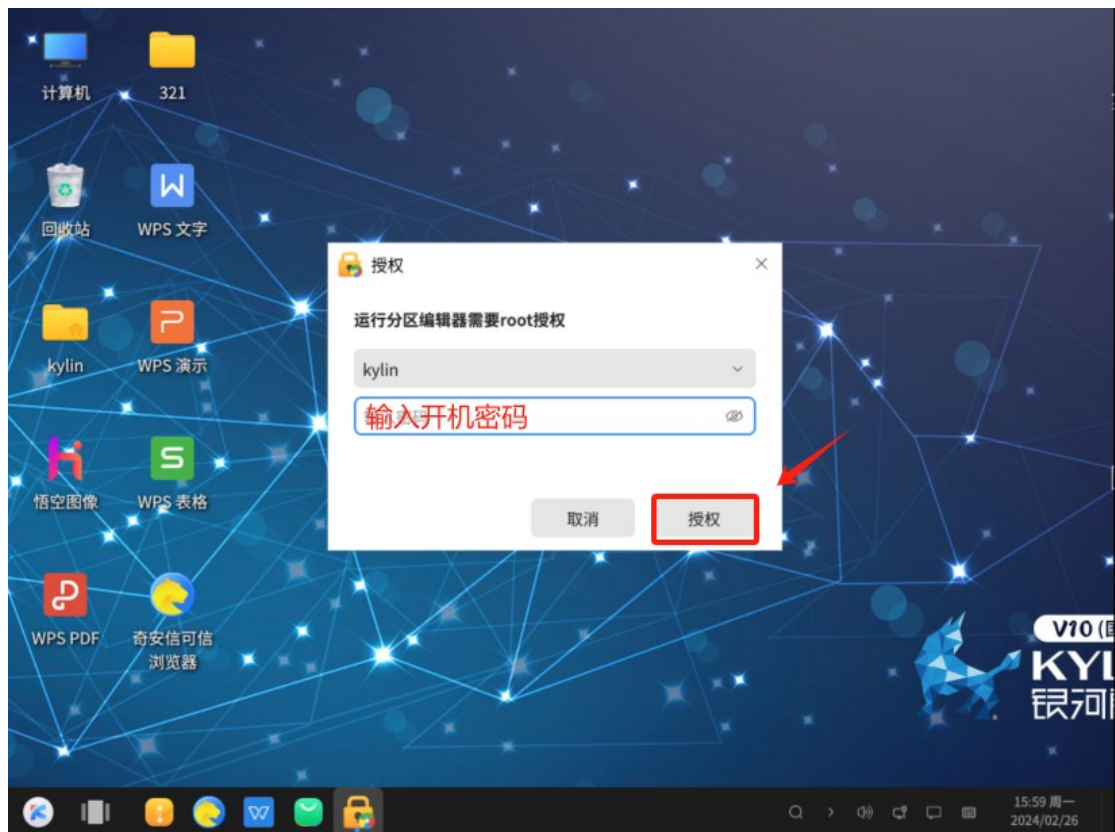 计算机
321
回收站
WPS 文字
kylin
WPS 演示
悟空图像
WPS 表格
WPS PDF
奇安信可信
浏览器
授权
运行分区编辑器需要root授权
kylin
输入开机密码
取消
授权
V10
KYL
银河
15:59 周一
2024/02/26